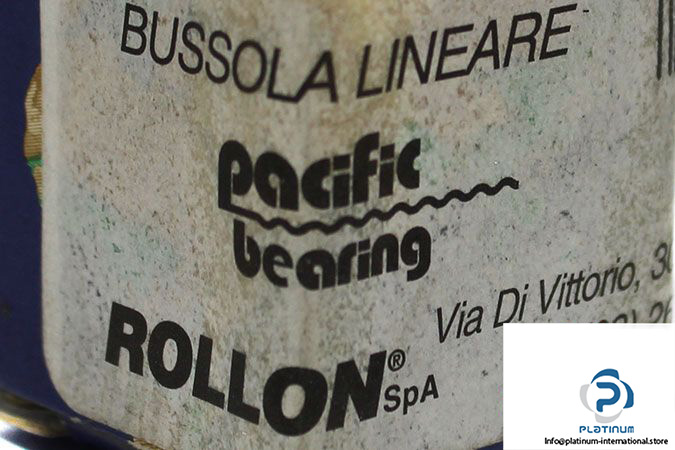 BUSSOLA LINEARE
pacific
bearing
ROLLON®
SpA
Via Di Vittorio, 
PLATINUM
Info@platinum-international.store